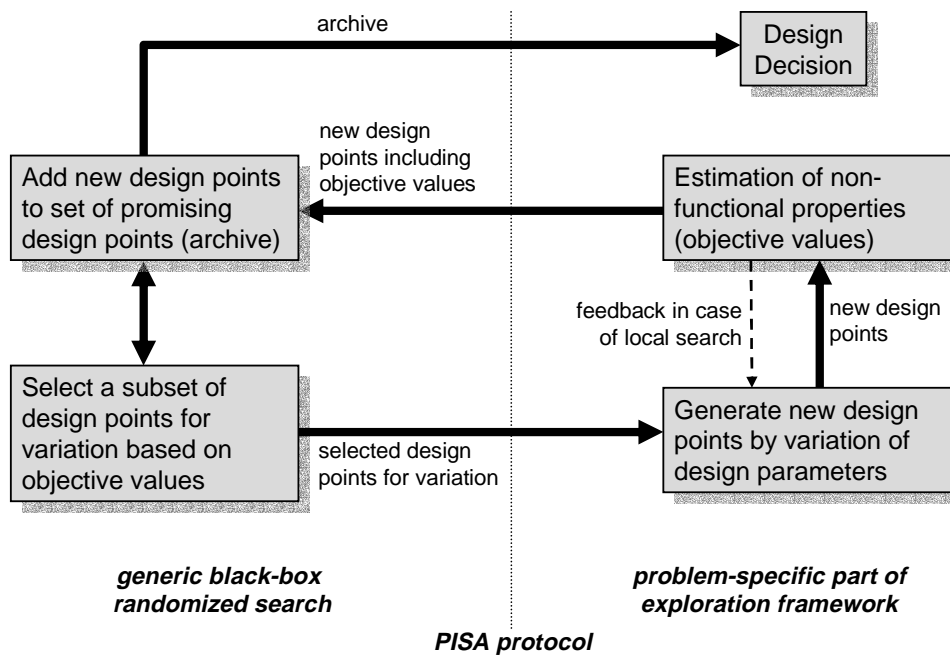 archive
Design
Decision
new design
points including
objective values
Add new design points
to set of promising
design points (archive)
Estimation of non-
functional properties
(objective values)
feedback in case
of local search
new design
points
Select a subset of
design points for
variation based on
objective values
selected design
points for variation
Generate new design
points by variation of
design parameters
generic black-box
randomized search
problem-specific part of
exploration framework
PISA protocol